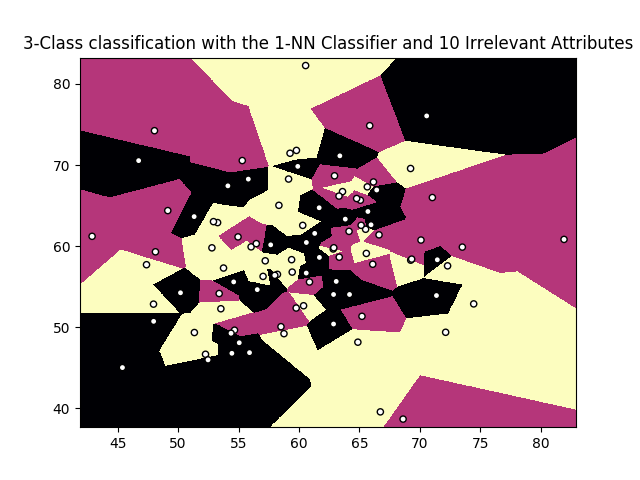 3-Class classification with the 1-NN Classifier and 10 Irrelevant Attributes
80
70
60
50
40
45 50 55 60 65 70 75 80